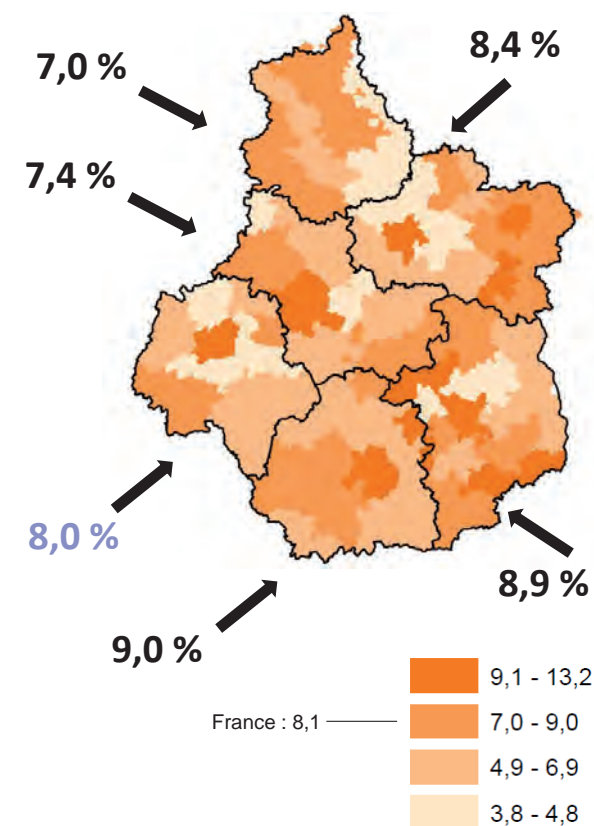 8,4 %
7,0 %
7,4 %
8,0 %
8,9 %
9,0 %
9,1 - 13,2
France : 8,1
7,0 - 9,0
4,9 - 6,9
3,8 - 4,8